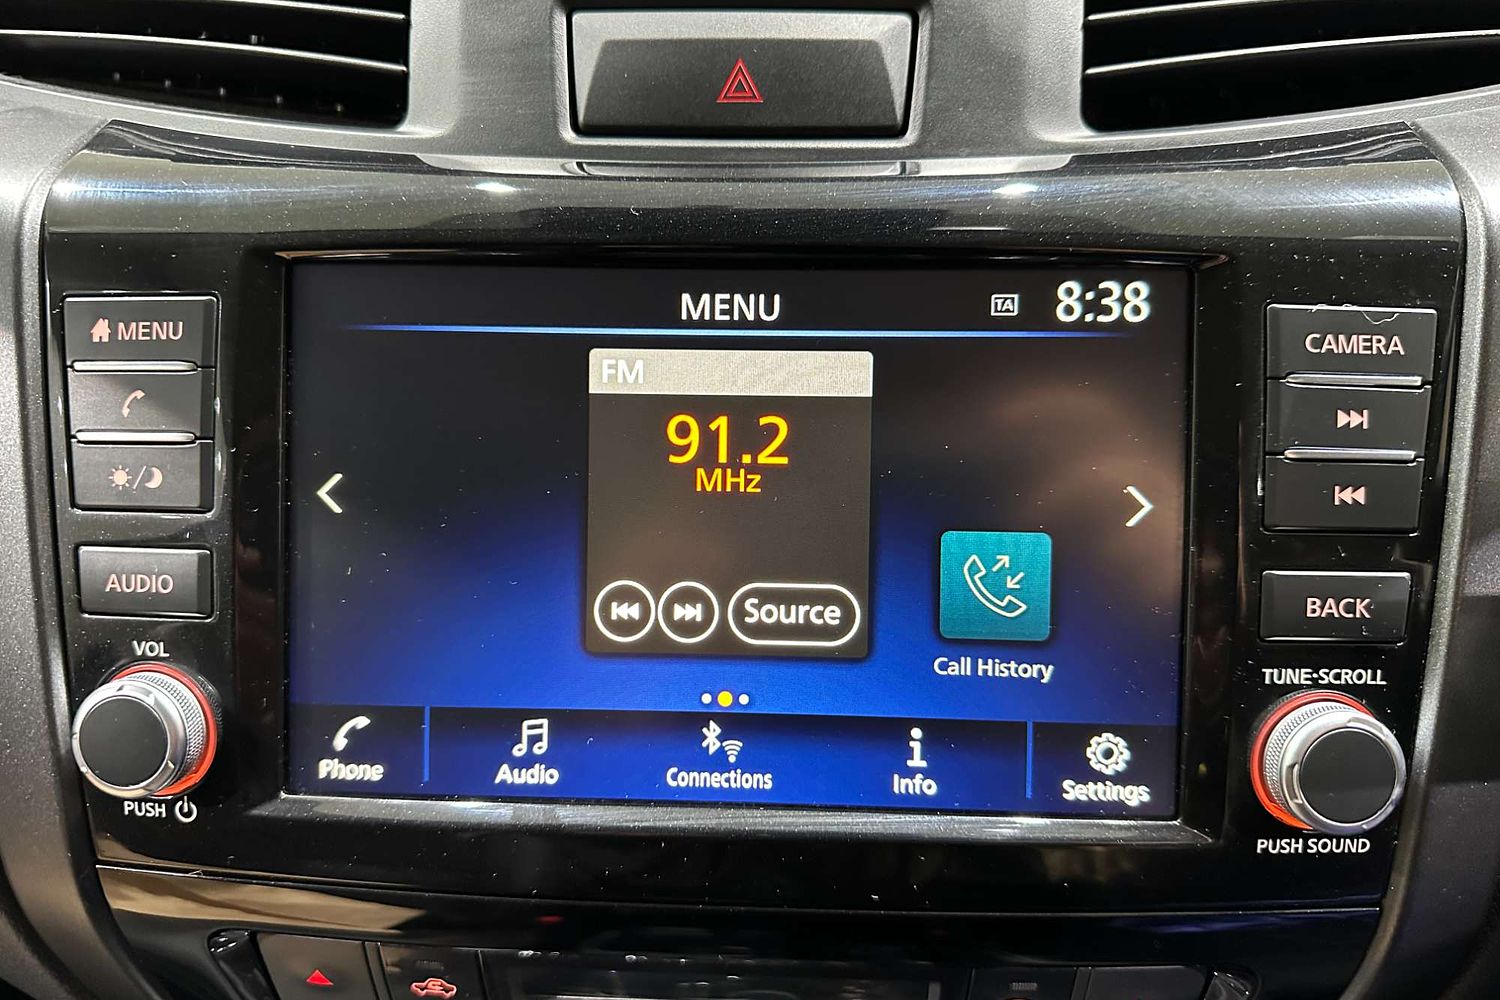 MENU
TA
8:38
MENU
CAMERA
FM
91.2
MHz
AUDIO
BACK
Source
VOL
Call History
TUNE·SCROLL
Phone
Audio
Connections
Info
Settings
PUSH
PUSH SOUND